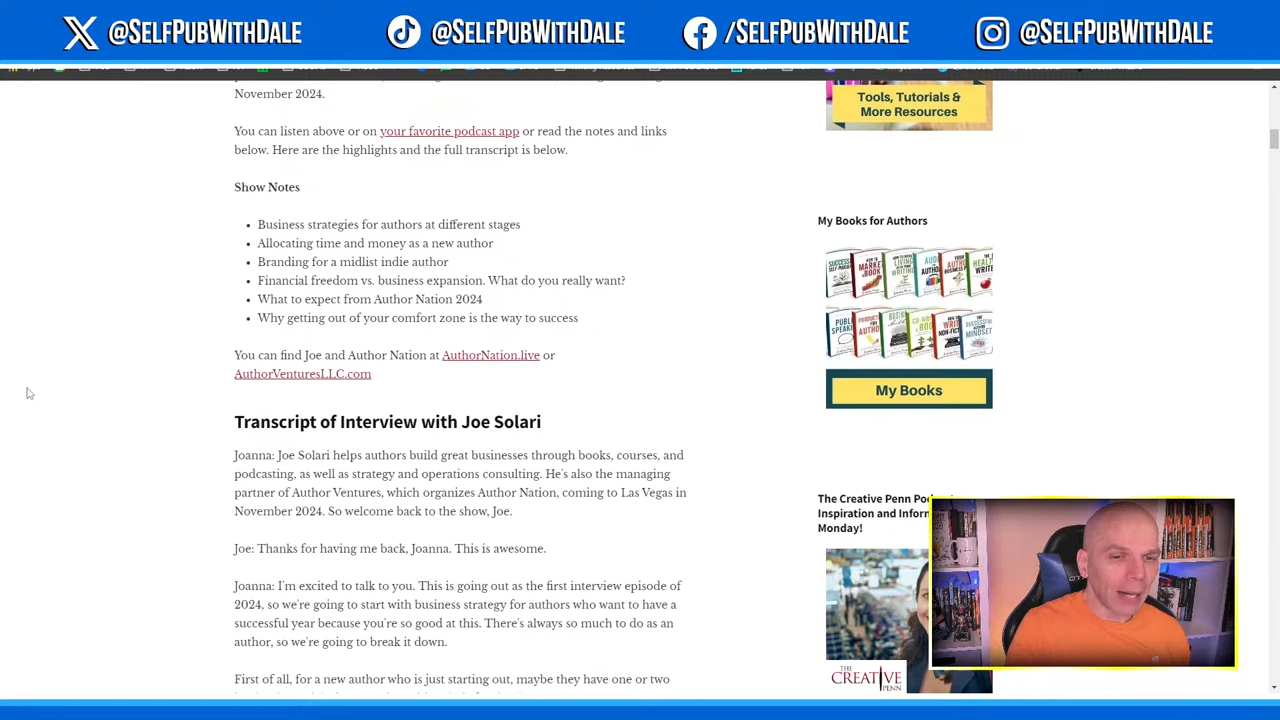 @SELFPUBWITHDALE
@SELFPUBWITHDALE
/SELFPUBWITHDALE
@SELFPUBWITHDALE
November 2024.
You can listen above or on your favorite podcast app or read the notes and links
below. Here are the highlights and the full transcript is below.
Show Notes
• Business strategies for authors at different stages
• Allocating time and money as a new author
• Branding for a midlist indie author
• Financial freedom vs. business expansion. What do you really want?
• What to expect from Author Nation 2024
• Why getting out of your comfort zone is the way to success
You can find Joe and Author Nation at AuthorNation.live or
AuthorVenturesLLC.com
Transcript of Interview with Joe Solari
Joanna: Joe Solari helps authors build great businesses through books, courses, and
podcasting, as well as strategy and operations consulting. He's also the managing
partner of Author Ventures, which organizes Author Nation, coming to Las Vegas in
November 2024. So welcome back to the show, Joe.
Joe: Thanks for having me back, Joanna. This is awesome.
Joanna: I'm excited to talk to you. This is going out as the first interview episode of
2024, so we're going to start with business strategy for authors who want to have a
successful year because you're so good at this. There's always so much to do as an
author, so we're going to break it down.
First of all, for a new author who is just starting out, maybe they have one or two
Tools, Tutorials &
More Resources
My Books for Authors
My Books
The Creative Penn
Inspiration and
Monday!
THE
CREATIVE
PENN